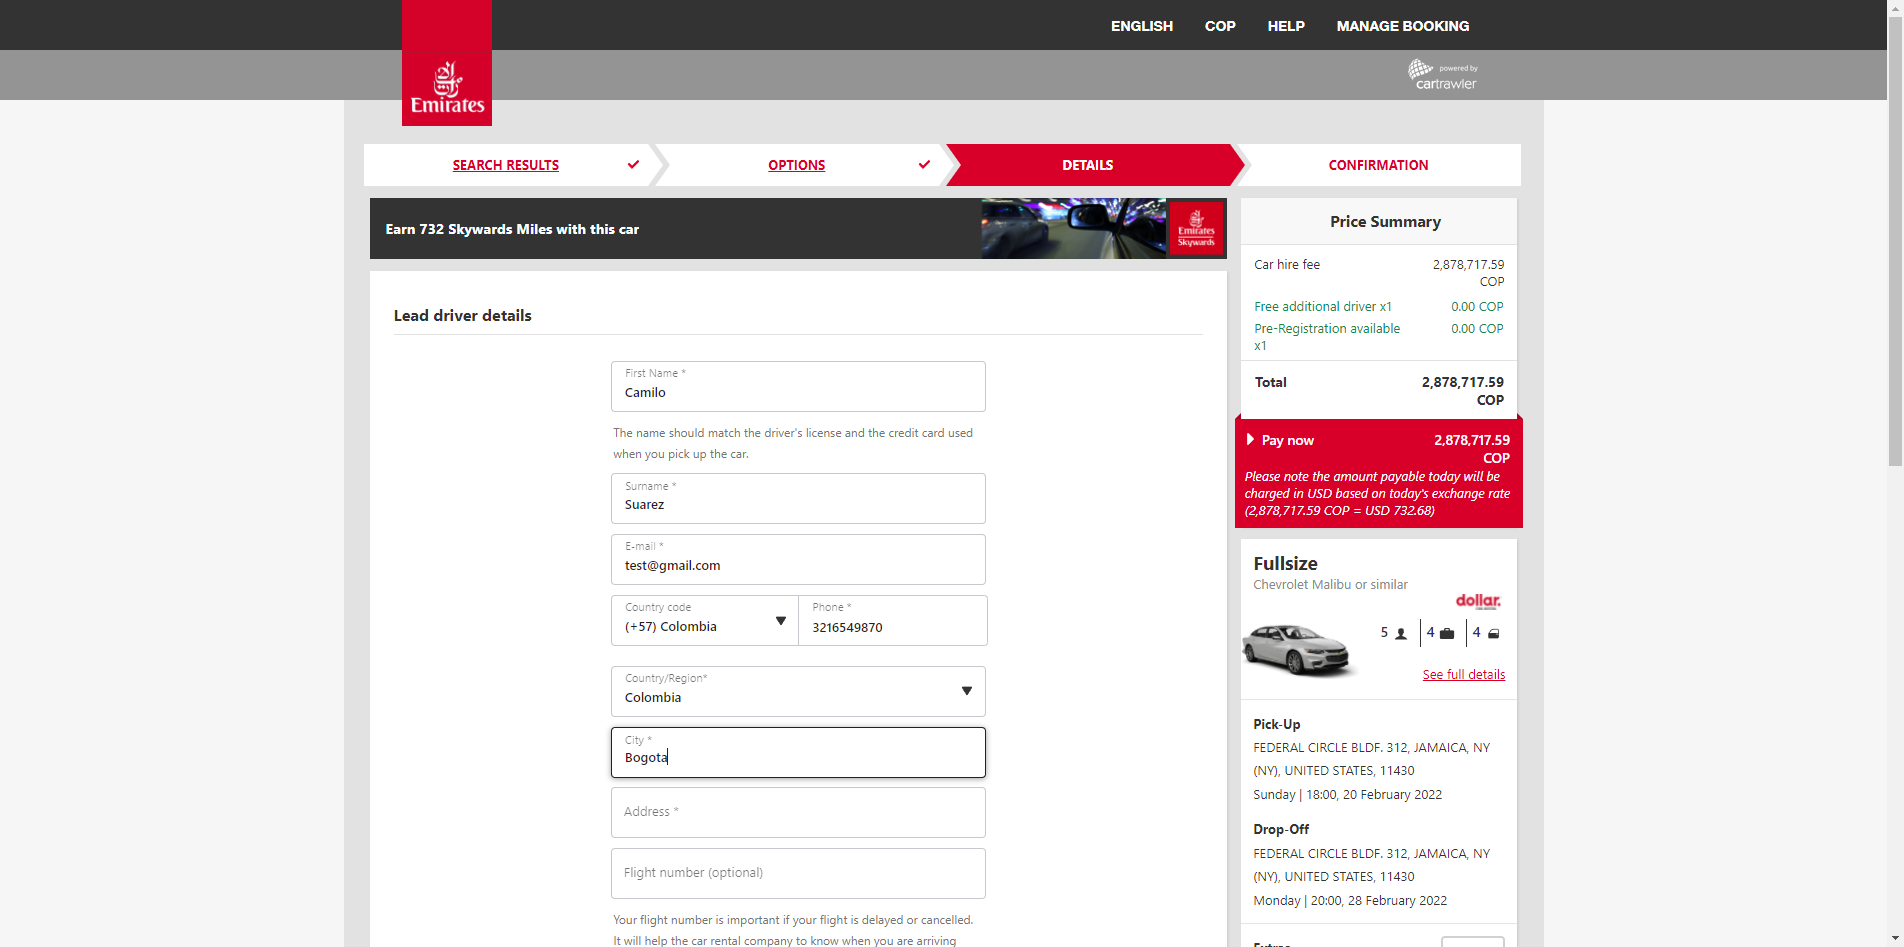 ENGLISH COP HELP MANAGE BOOKING
powered by
cartrawler
Emirates
SEARCH RESULTS OPTIONS DETAILS CONFIRMATION
Earn 732 Skywards Miles with this car
Emirates
Skywards
Lead driver details
First Name *
Camilo
The name should match the driver's license and the credit card used
when you pick up the car.
Surname *
Suarez
E-mail *
test@gmail.com
Country code
(+57) Colombia
Phone *
3216549870
Country/Region*
Colombia
City *
Bogota
Address *
Flight number (optional)
Your flight number is important if your flight is delayed or cancelled.
It will help the car rental company to know when you are arriving
Price Summary
Car hire fee 2,878,717.59
COP
Free additional driver x1 0.00 COP
Pre-Registration available 0.00 COP
x1
Total 2,878,717.59
COP
Pay now 2,878,717.59
COP
Please note the amount payable today will be
charged in USD based on today's exchange rate
(2,878,717.59 COP = USD 732.68)
Fullsize
Chevrolet Malibu or similar
dollar.
5 4 4
See full details
Pick-Up
FEDERAL CIRCLE BLDF. 312, JAMAICA, NY
(NY), UNITED STATES, 11430
Sunday | 18:00, 20 February 2022
Drop-Off
FEDERAL CIRCLE BLDF. 312, JAMAICA, NY
(NY), UNITED STATES, 11430
Monday | 20:00, 28 February 2022